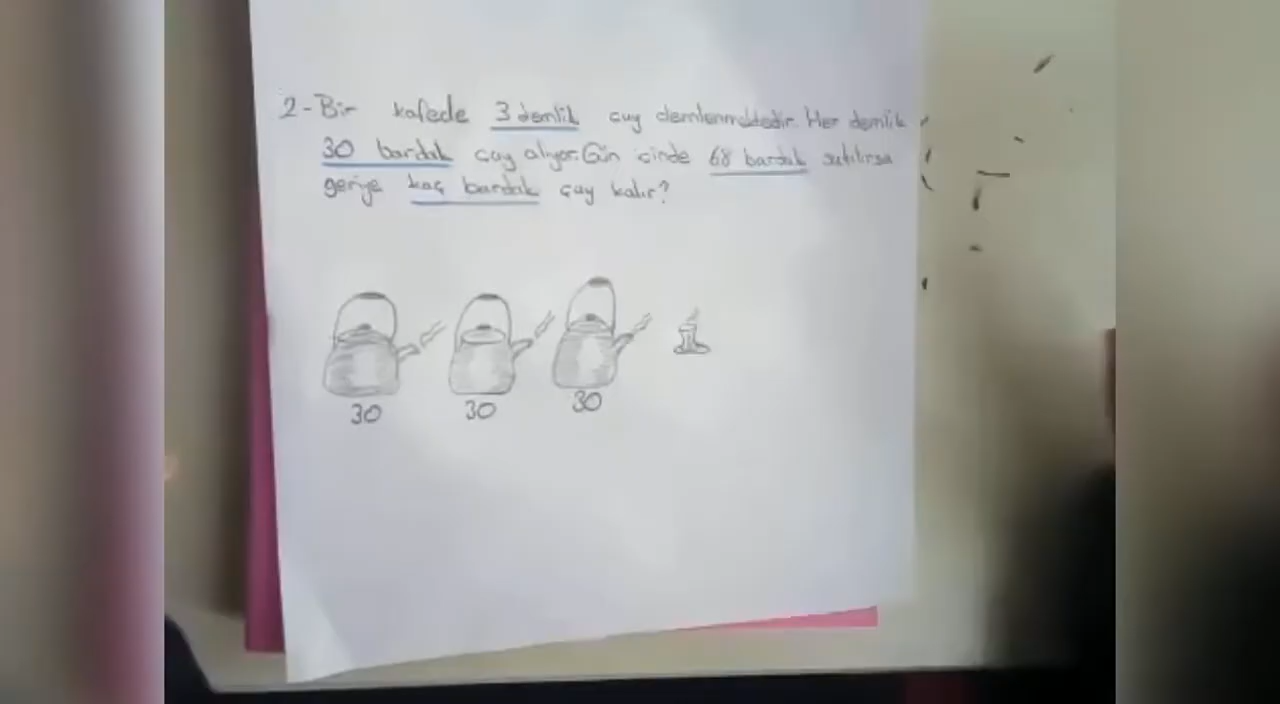 2- Bir kafede 3 demlik çay demlenmektedir. Her demlik
30 bardak çay alıyor. Gün içinde 68 bardak satılırsa
geriye kaç bardak çay kalır?
30 30 30